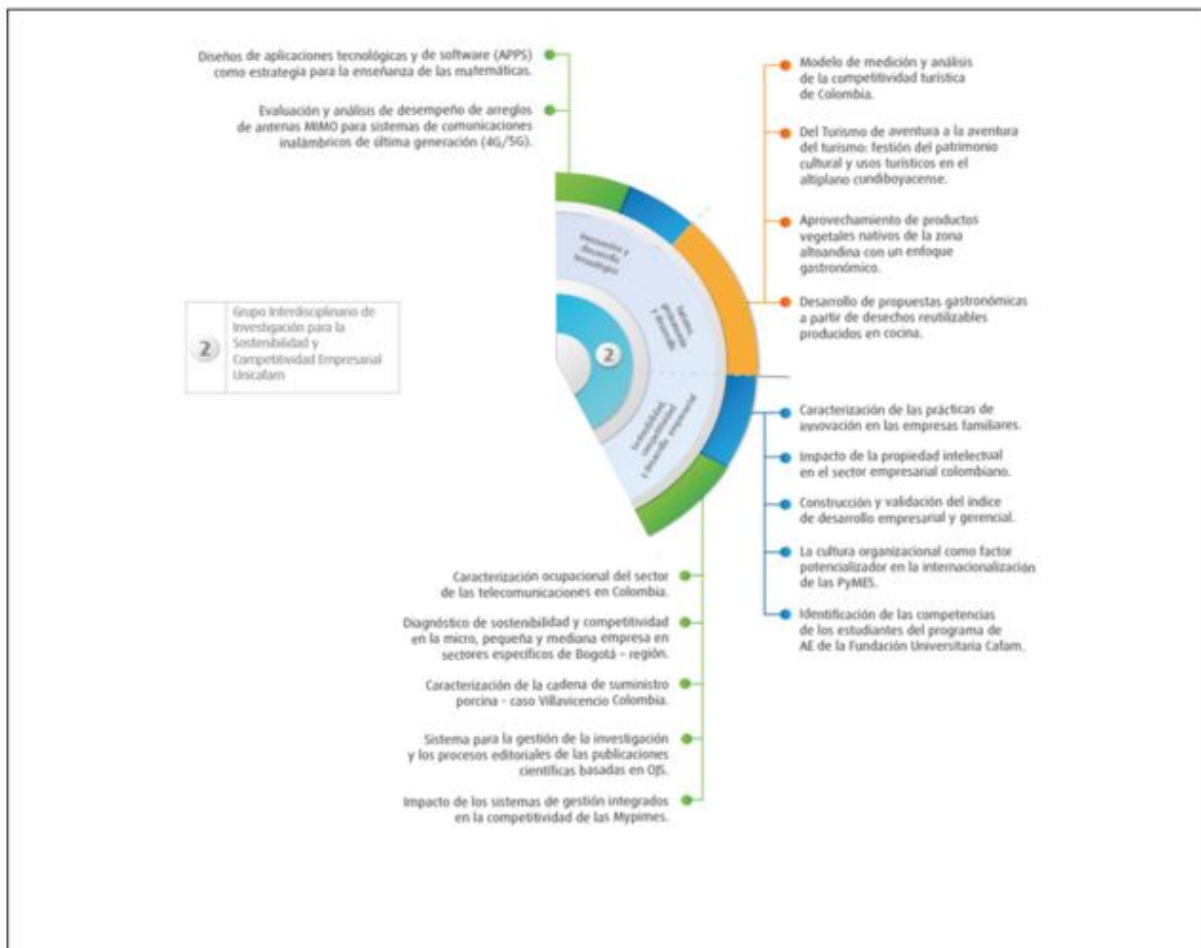 Diseños de aplicaciones tecnológicas y de software (APPS)
como estrategia para la enseñanza de las matemáticas.
Evaluación y análisis de desempeño de arreglos
de antenas MIMO para sistemas de comunicaciones
inalámbricos de última generación (4G/5G).
Modelo de medición y análisis
de la competitividad turística
de Colombia.
Del Turismo de aventura a la aventura
del turismo: festión del patrimonio
cultural y usos turísticos en el
altiplano cundiboyacense.
Aprovechamiento de productos
vegetales nativos de la zona
altoandina con un enfoque
gastronómico.
Desarrollo de propuestas gastronómicas
a partir de desechos reutilizables
producidos en cocina.
Innovación y
desarrollo
tecnológico
Turismo,
y desarrollo
Sostenibilidad,
competitividad
y desarrollo empresarial
2
2
Grupo Interdisciplinario de
Investigación para la
Sostenibilidad y
Competitividad Empresarial
Unicafam
Caracterización de las prácticas de
innovación en las empresas familiares.
Impacto de la propiedad intelectual
en el sector empresarial colombiano.
Construcción y validación del índice
de desarrollo empresarial y gerencial.
La cultura organizacional como factor
potencializador en la internacionalización
de las PyMES.
Identificación de las competencias
de los estudiantes del programa de
AE de la Fundación Universitaria Cafam.
Caracterización ocupacional del sector
de las telecomunicaciones en Colombia.
Diagnóstico de sostenibilidad y competitividad
en la micro, pequeña y mediana empresa en
sectores específicos de Bogotá – región.
Caracterización de la cadena de suministro
porcina - caso Villavicencio Colombia.
Sistema para la gestión de la investigación
y los procesos editoriales de las publicaciones
científicas basadas en OJS.
Impacto de los sistemas de gestión integrados
en la competitividad de las Mypimes.